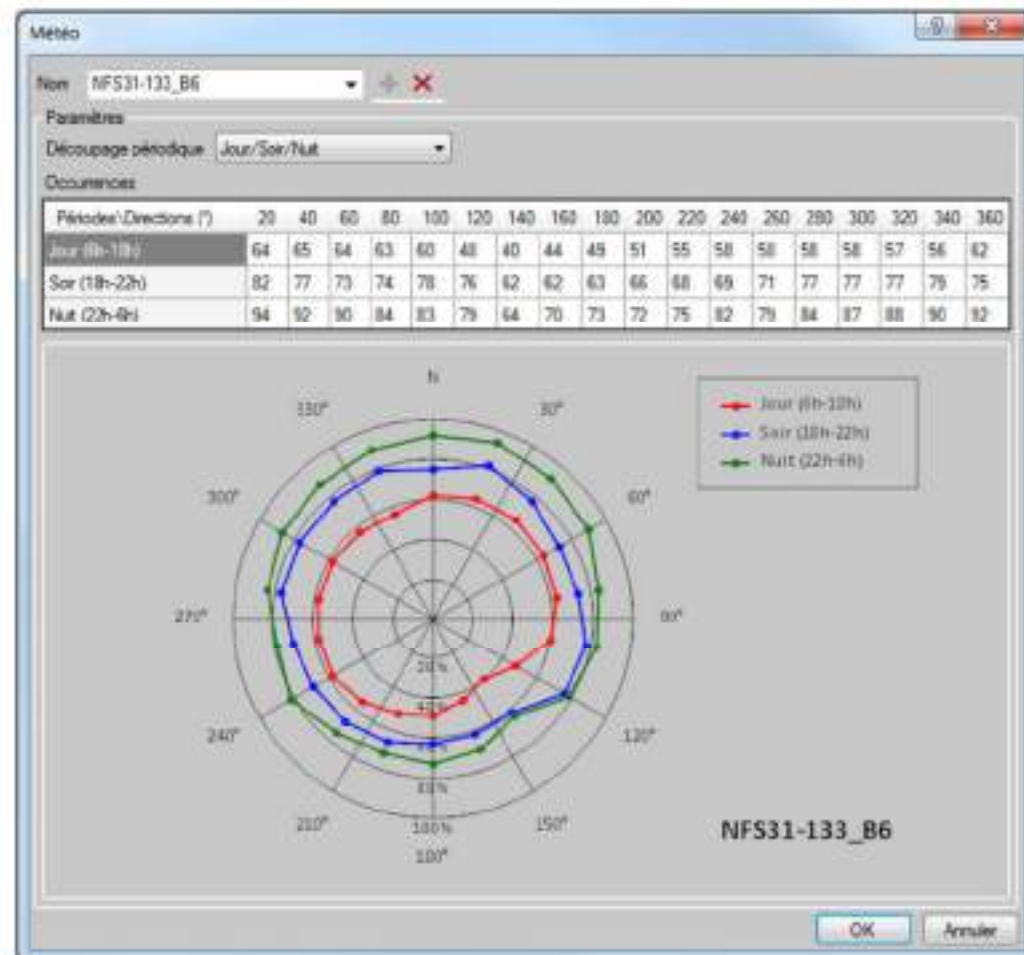 Météo
Nom NFS31-133_B6
Paramètres
Découpage périodique Jour/Soir/Nuit
Occurrences
Périodes\Directions (°) 20 40 60 80 100 120 140 160 180 200 220 240 260 280 300 320 340 360
Jour (6h-18h) 64 65 64 63 60 48 40 44 49 51 55 58 58 58 58 57 56 62
Soir (18h-22h) 82 77 73 74 78 76 62 62 63 66 68 69 71 77 77 77 79 75
Nuit (22h-6h) 94 92 90 84 83 79 64 70 73 72 75 82 79 84 87 88 90 92
N
330° 30°
300° 60°
270° 90°
240° 120°
210° 150°
180°
20%
40%
60%
80%
100%
Jour (6h-18h)
Soir (18h-22h)
Nuit (22h-6h)
NFS31-133_B6
OK Annuler